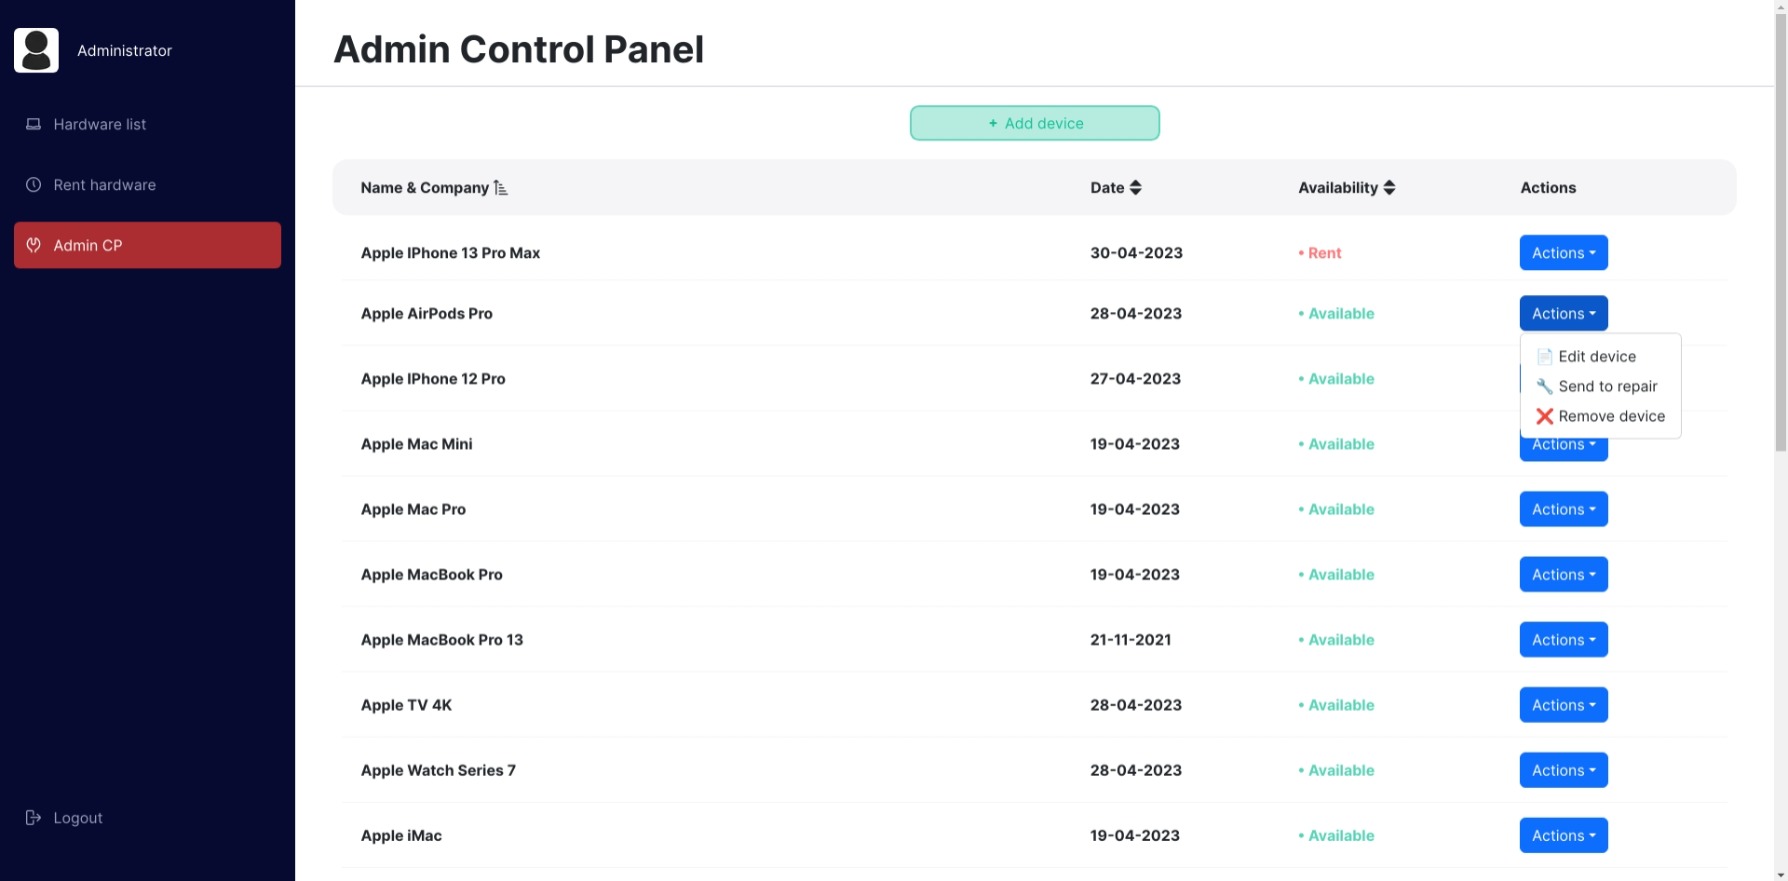 Administrator
Hardware list
Rent hardware
Admin CP
Logout
Admin Control Panel
+ Add device
Name & Company Date Availability Actions
Apple IPhone 13 Pro Max 30-04-2023 • Rent Actions
Apple AirPods Pro 28-04-2023 • Available Actions
Edit device
Send to repair
Remove device
Apple IPhone 12 Pro 27-04-2023 • Available
Apple Mac Mini 19-04-2023 • Available Actions
Apple Mac Pro 19-04-2023 • Available Actions
Apple MacBook Pro 19-04-2023 • Available Actions
Apple MacBook Pro 13 21-11-2021 • Available Actions
Apple TV 4K 28-04-2023 • Available Actions
Apple Watch Series 7 28-04-2023 • Available Actions
Apple iMac 19-04-2023 • Available Actions